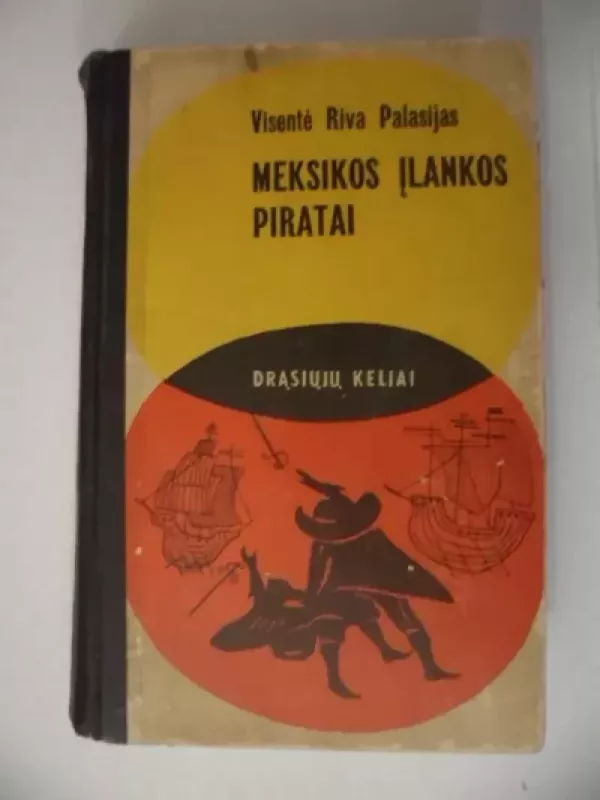 Visentė Riva Palasijas
MEKSIKOS ĮLANKOS
PIRATAI
DRĄSIŲJŲ KELIAI